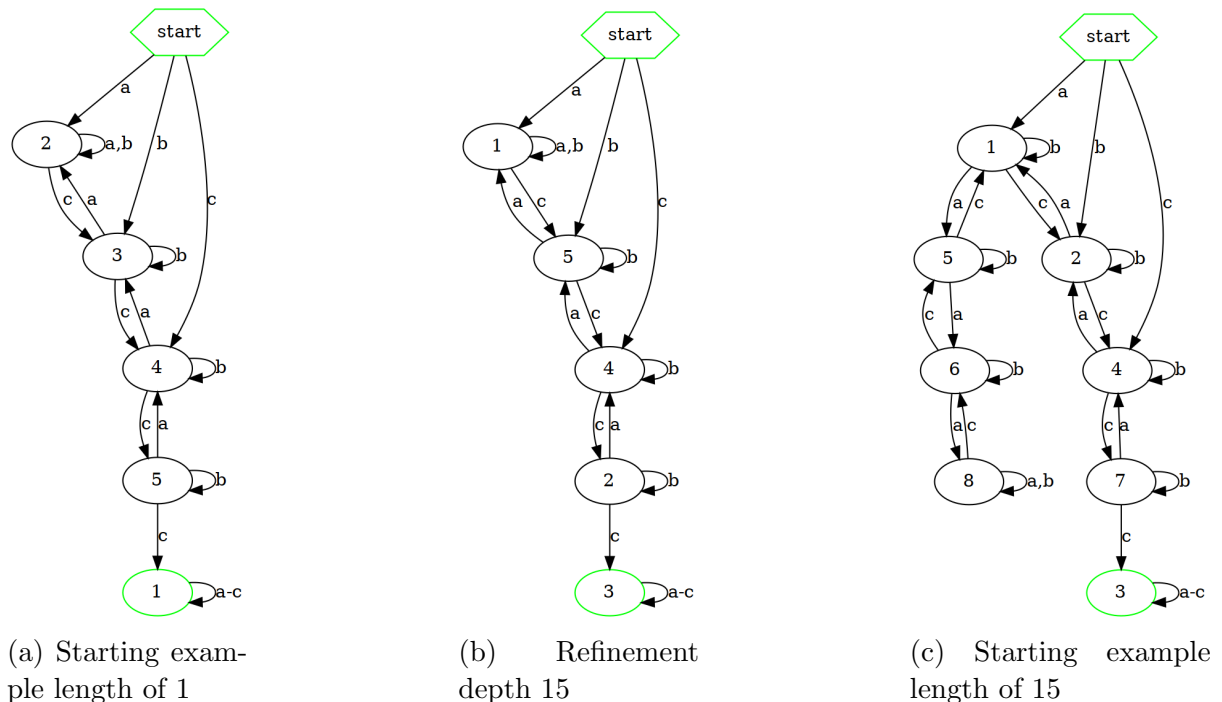 start
a
b
c
2
a,b
c
a
3
b
c
a
4
b
c
a
5
b
c
1
a-c
(a) Starting exam-
ple length of 1
start
a
b
c
1
a,b
a
c
5
b
a
c
4
b
c
a
2
b
c
3
a-c
(b) Refinement
depth 15
start
a
b
c
1
b
a
c
c
a
5
b
2
b
c
a
a
c
6
b
4
b
a
c
c
a
8
a,b
7
b
c
3
a-c
(c) Starting example
length of 15